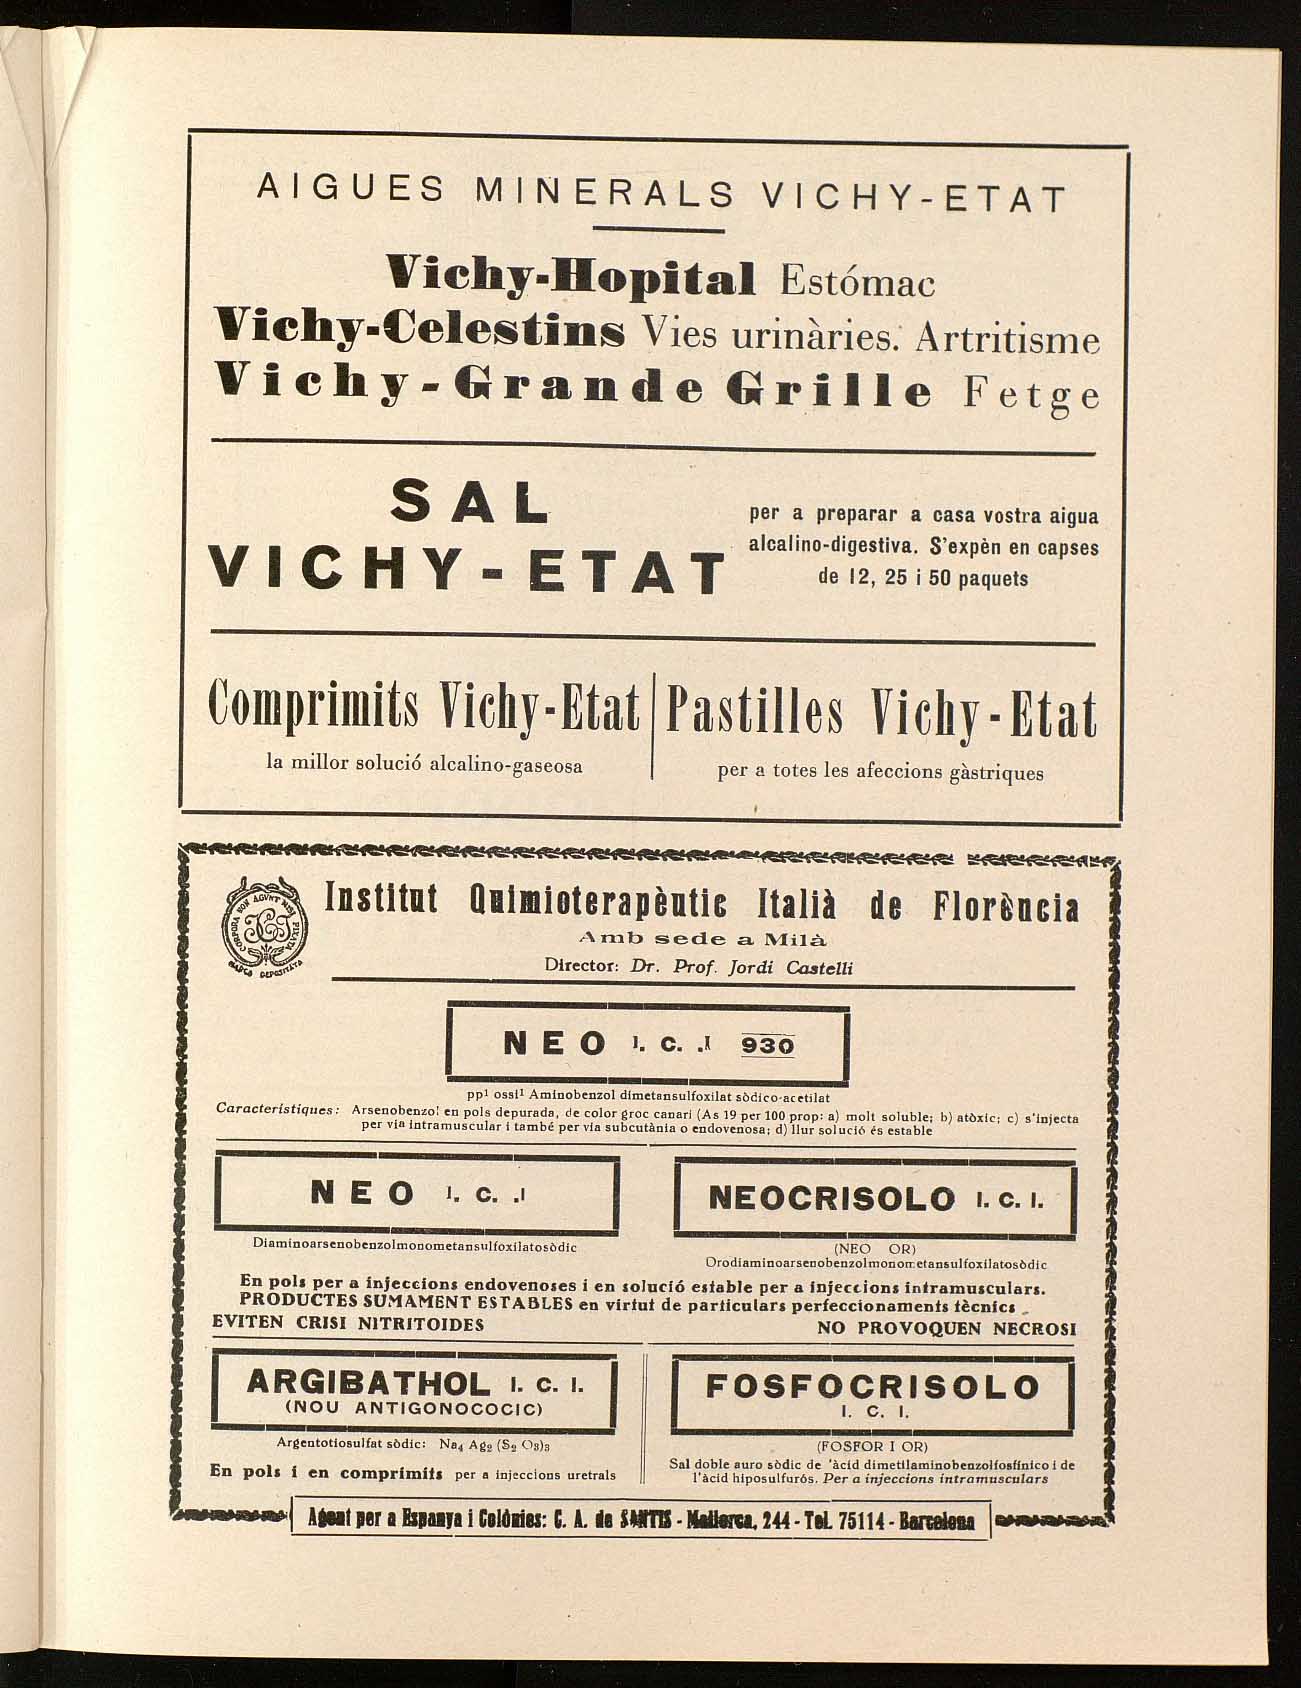 AIGUES MINERALS VICHY-ETAT
Vichy-Hopital Estómac
Vichy-Celestins Vies urinàries. Artritisme
Vichy-Grande Grille Fetge
SAL
VICHY-ETAT
per a preparar a casa vostra aigua
alcalino-digestiva. S'expèn en capses
de 12, 25 i 50 paquets
Comprimits Vichy-Etat
la millor solució alcalino-gaseosa
Pastilles Vichy-Etat
per a totes les afeccions gàstriques
CORPORA NON AGVNT NISI FIXATA
MARCA DEPOSITATA
Institut Quimioterapèutic Italià de Florència
Amb sede a Milà
Director: Dr. Prof. Jordi Castelli
NEO I. C. .I 930
pp¹ ossi¹ Aminobenzol dimetansulfoxilat sòdico-acetilat
Característiques: Arsenobenzol en pols depurada, de color groc canari (As 19 per 100 prop: a) molt soluble; b) atòxic; c) s'injecta
per via intramuscular i també per via subcutània o endovenosa; d) llur solució és estable
NEO I. C. .I
Diaminoarsenobenzolmonometansulfoxilatosòdic
NEOCRISOLO I. C. I.
(NEO OR)
Orodiaminoarsenobenzolmonometansulfoxilatosòdic
En pols per a injeccions endovenoses i en solució estable per a injeccions intramusculars.
PRODUCTES SUMAMENT ESTABLES en virtut de particulars perfeccionaments tècnics
EVITEN CRISI NITRITOIDES
NO PROVOQUEN NECROSI
ARGIBATHOL I. C. I.
(NOU ANTIGONOCOCIC)
Argentotiosulfat sòdic: Na₄ Ag₂ (S₂ O₃)₃
En pols i en comprimits per a injeccions uretrals
FOSFOCRISOLO
I. C. I.
(FOSFOR I OR)
Sal doble auro sòdic de 'àcid dimetilaminobenzolfosfínico i de
l'àcid hiposulfurós. Per a injeccions intramusculars
Agent per a Espanya i Colònies: C. A. de SANTIS - Mallorca, 244 - Tel. 75114 - Barcelona